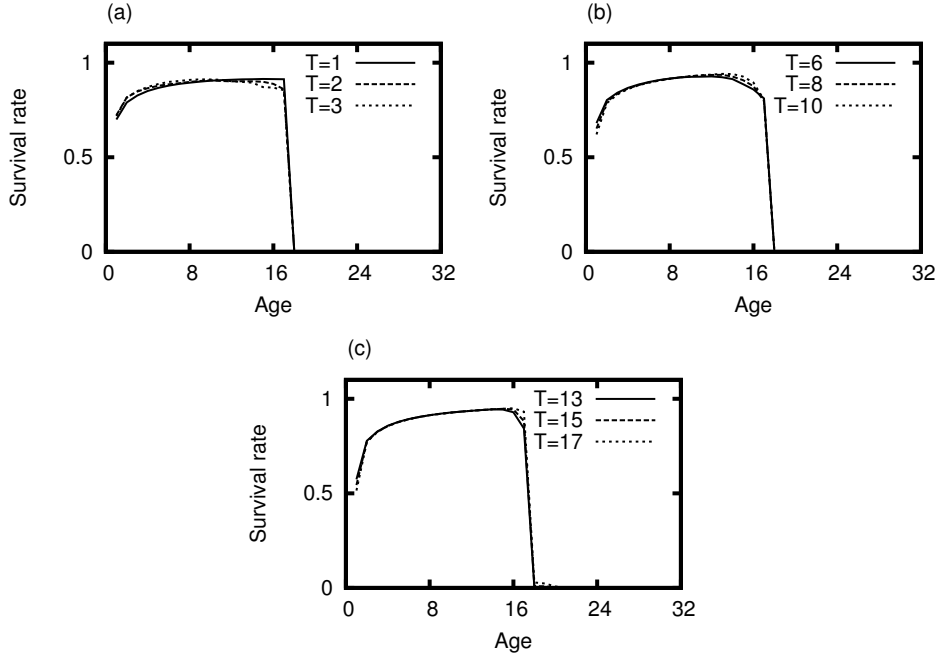 (a)
Survival rate
1
0.5
0
0 8 16 24 32
Age
T=1
T=2
T=3
(b)
Survival rate
1
0.5
0
0 8 16 24 32
Age
T=6
T=8
T=10
(c)
Survival rate
1
0.5
0
0 8 16 24 32
Age
T=13
T=15
T=17